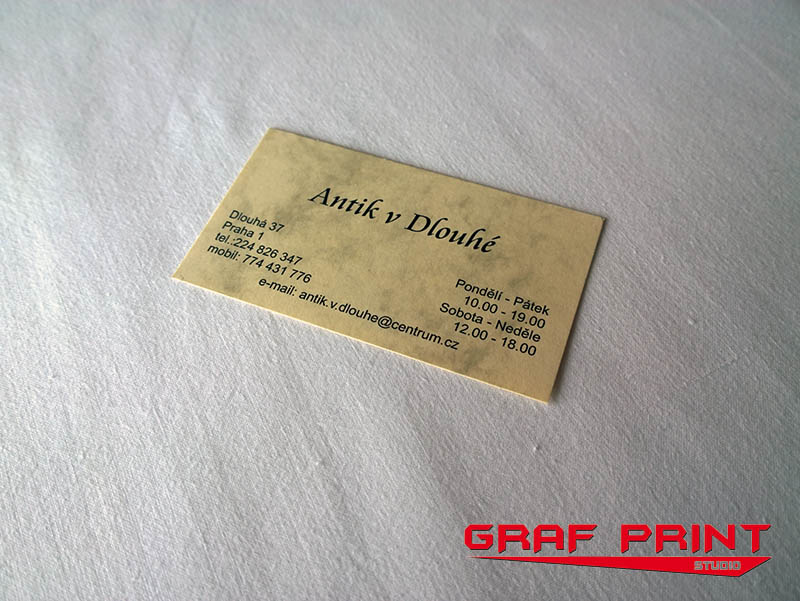 Antik v Dlouhé
Dlouhá 37
Praha 1
tel.:224 826 347
mobil: 774 431 776
e-mail: antik.v.dlouhe@centrum.cz
Pondělí - Pátek
10.00 - 19.00
Sobota - Neděle
12.00 - 18.00
GRAF PRINT
STUDIO